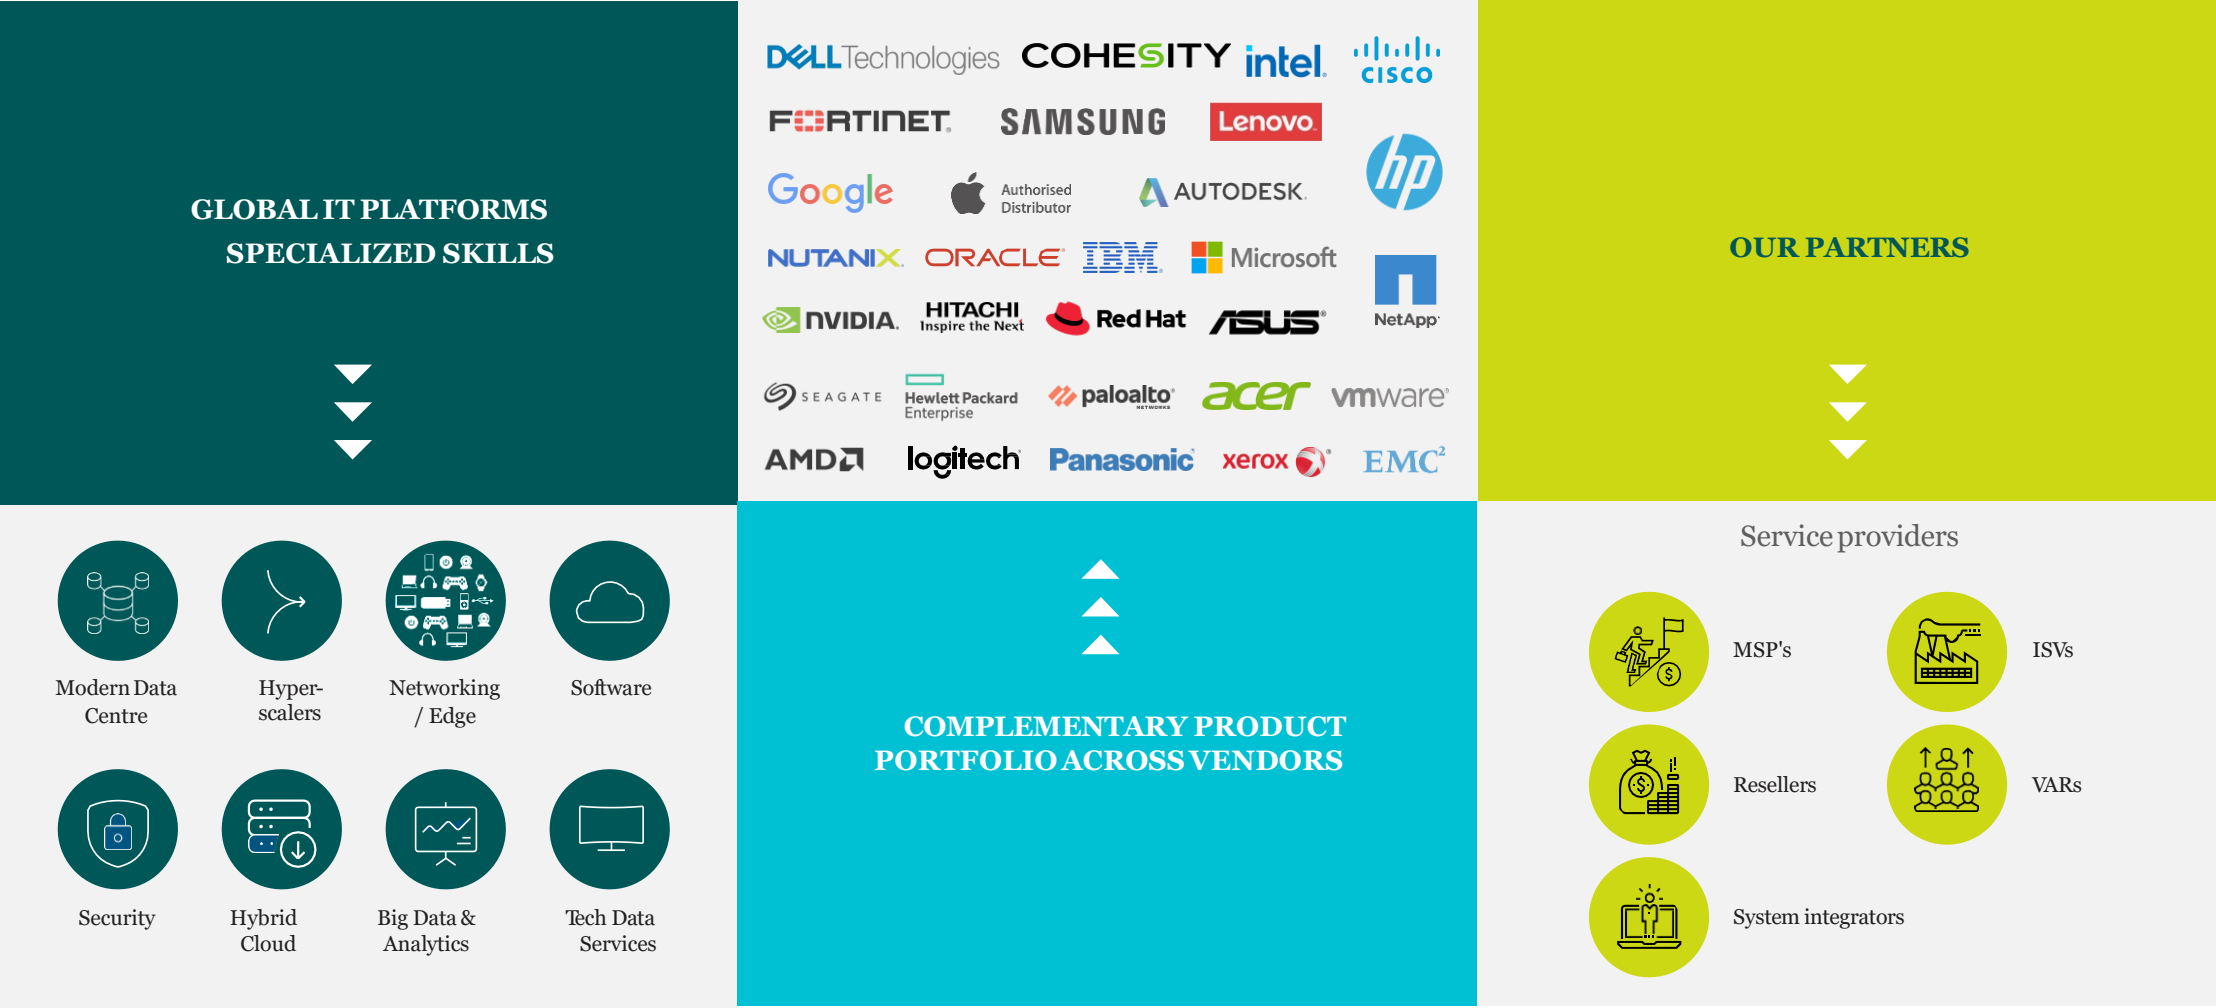 GLOBAL IT PLATFORMS
SPECIALIZED SKILLS
Modern Data
Centre
Hyper-
scalers
Networking
/ Edge
Software
Security
Hybrid
Cloud
Big Data &
Analytics
Tech Data
Services
DELL Technologies
COHESITY
intel.
CISCO
FORTINET
SAMSUNG
Lenovo
hp
Google
Authorised
Distributor
AUTODESK
NUTANIX
ORACLE
IBM
Microsoft
NetApp
NVIDIA
HITACHI
Inspire the Next
Red Hat
ASUS
SEAGATE
Hewlett Packard
Enterprise
paloalto
NETWORKS
acer
vmware
AMD
logitech
Panasonic
xerox
EMC²
COMPLEMENTARY PRODUCT
PORTFOLIO ACROSS VENDORS
OUR PARTNERS
Service providers
MSP's
ISVs
Resellers
VARs
System integrators